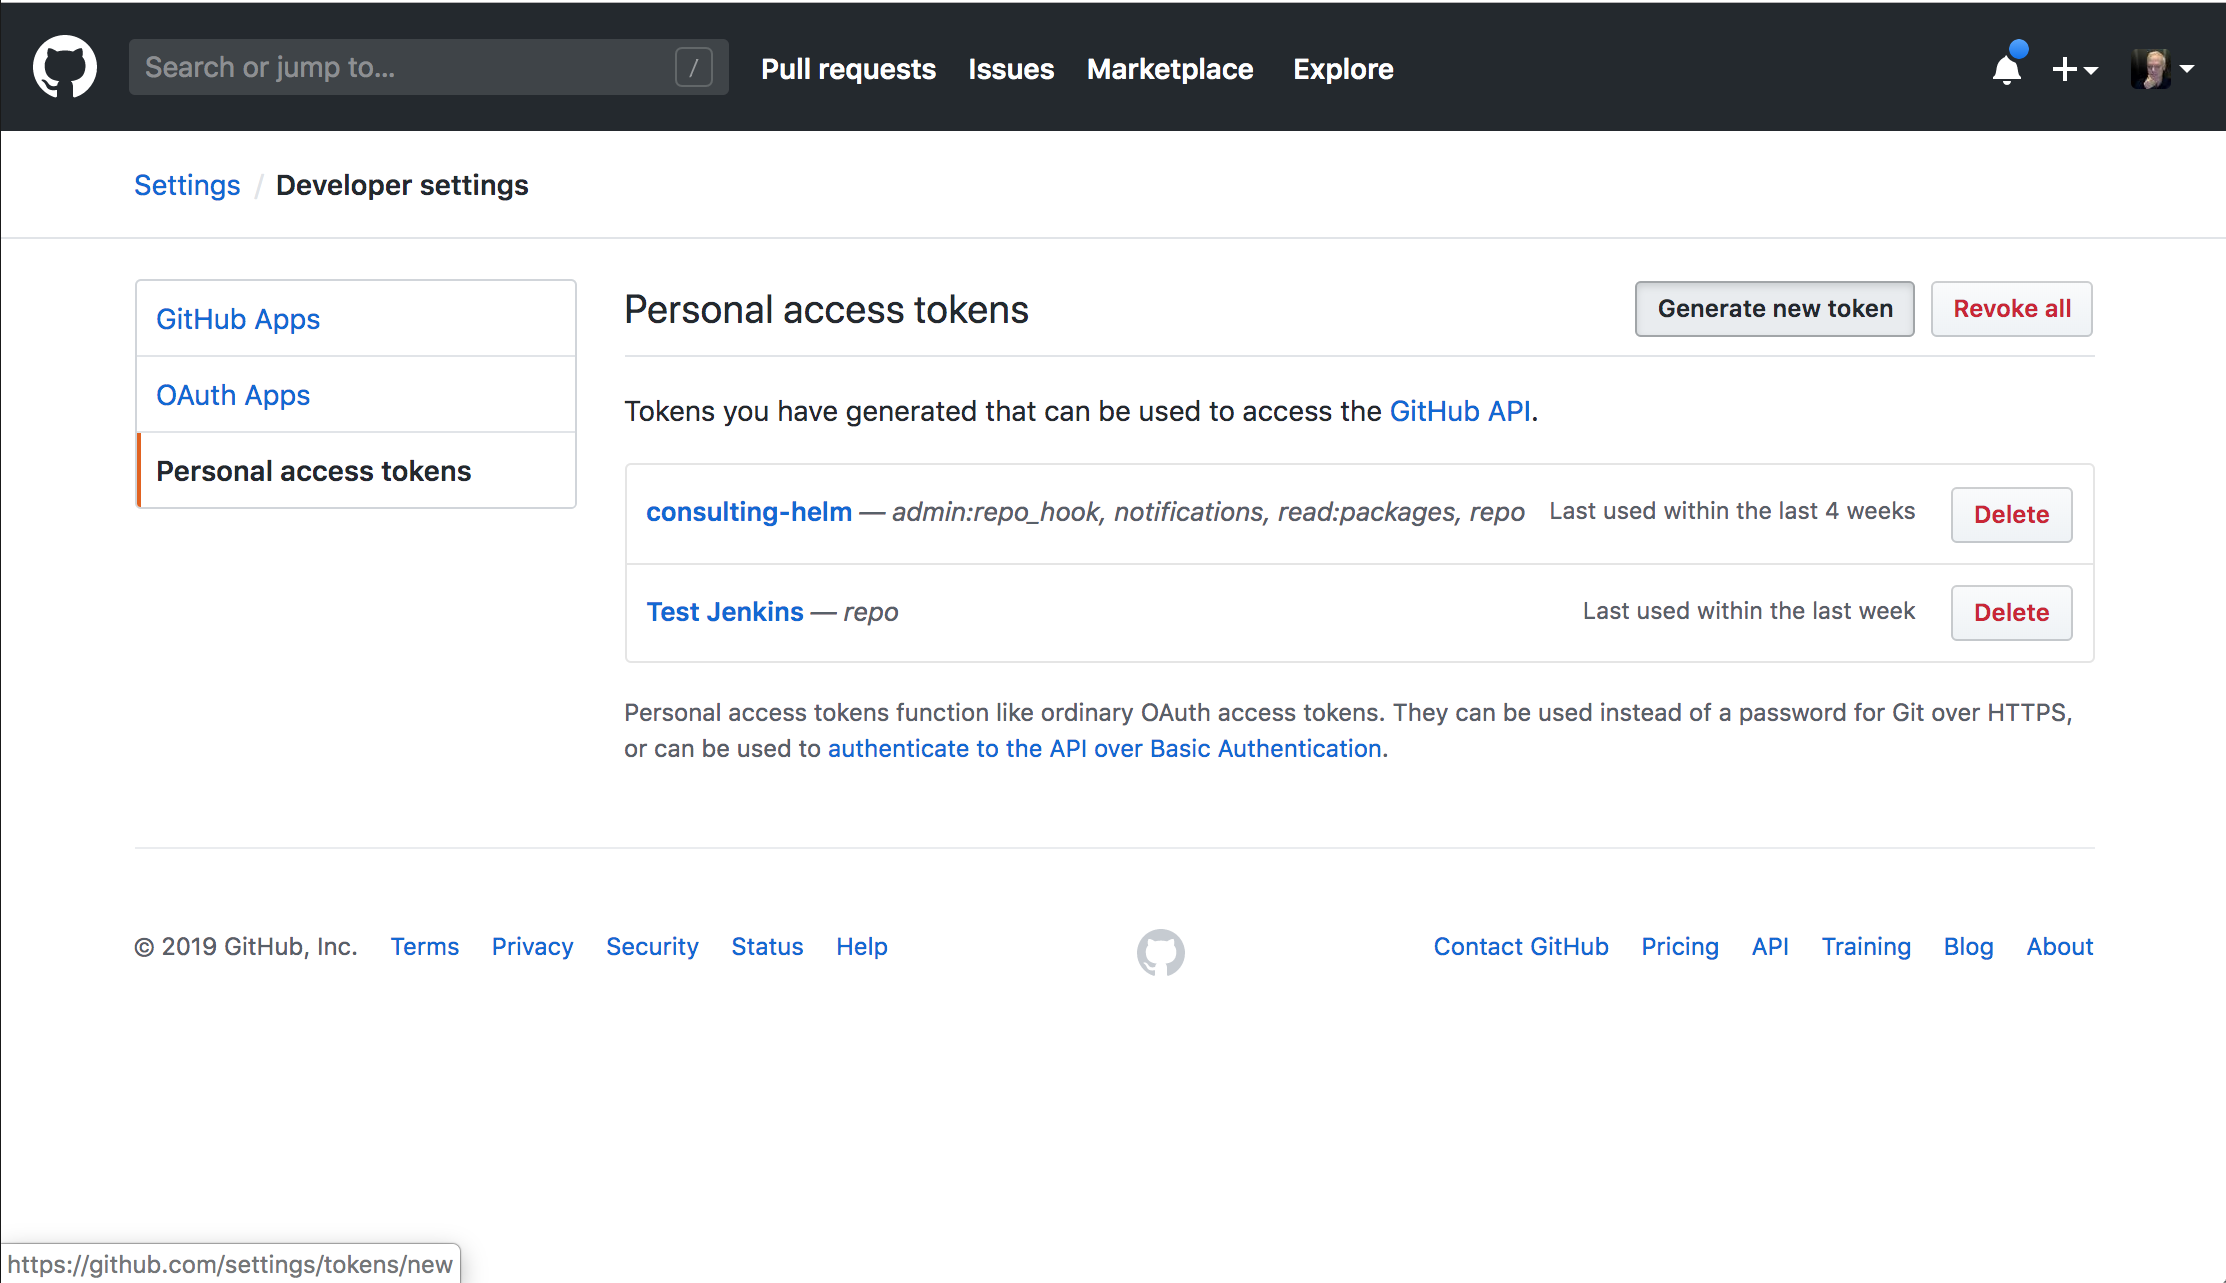 Search or jump to... /
Pull requests Issues Marketplace Explore
Settings / Developer settings
GitHub Apps
OAuth Apps
Personal access tokens
Personal access tokens
Generate new token Revoke all
Tokens you have generated that can be used to access the GitHub API.
consulting-helm — admin:repo_hook, notifications, read:packages, repo Last used within the last 4 weeks Delete
Test Jenkins — repo Last used within the last week Delete
Personal access tokens function like ordinary OAuth access tokens. They can be used instead of a password for Git over HTTPS,
or can be used to authenticate to the API over Basic Authentication.
© 2019 GitHub, Inc. Terms Privacy Security Status Help
Contact GitHub Pricing API Training Blog About
https://github.com/settings/tokens/new